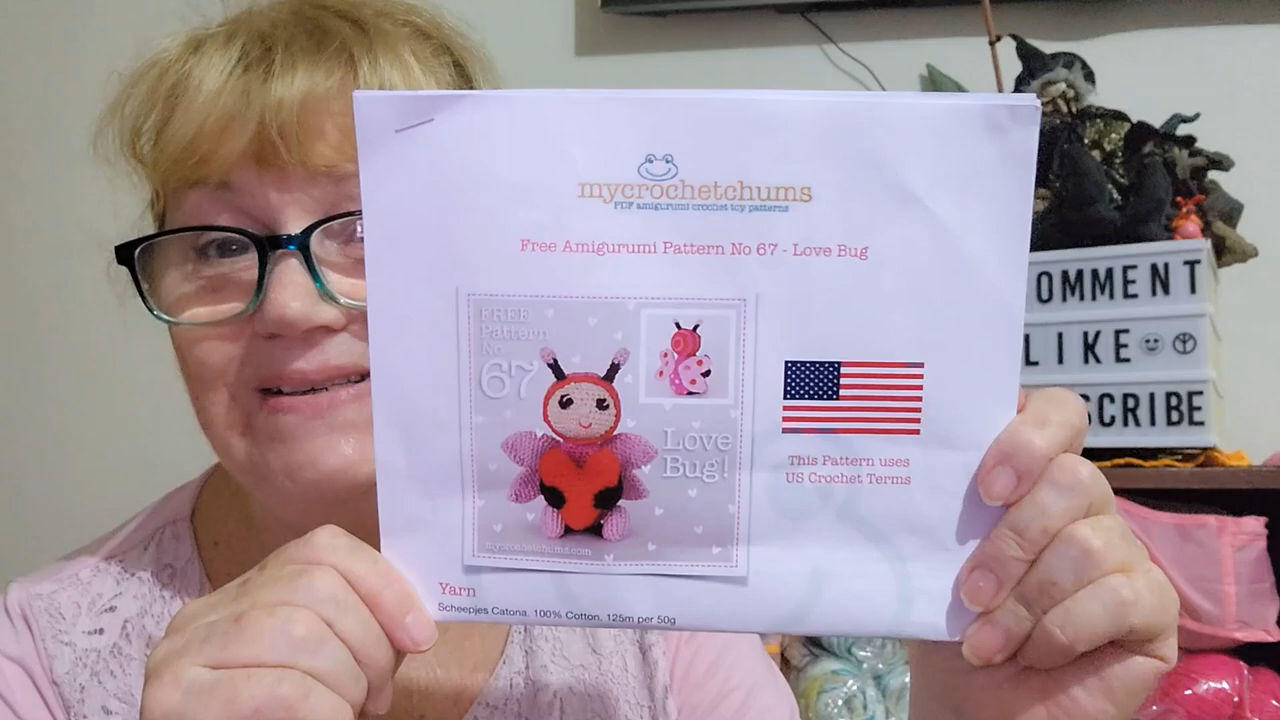 mycrochetchums
PDF amigurumi crochet toy patterns
Free Amigurumi Pattern No 67 - Love Bug
FREE
Pattern
No
67
Love
Bug!
mycrochetchums.com
This Pattern uses
US Crochet Terms
Yarn
Scheepjes Catona. 100% Cotton. 125m per 50g
OMMENT
LIKE
SCRIBE